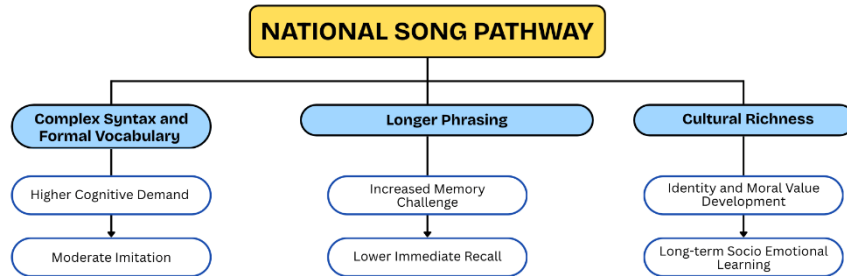 NATIONAL SONG PATHWAY
Complex Syntax and
Formal Vocabulary
Longer Phrasing
Cultural Richness
Higher Cognitive Demand
Increased Memory
Challenge
Identity and Moral Value
Development
Moderate Imitation
Lower Immediate Recall
Long-term Socio Emotional
Learning